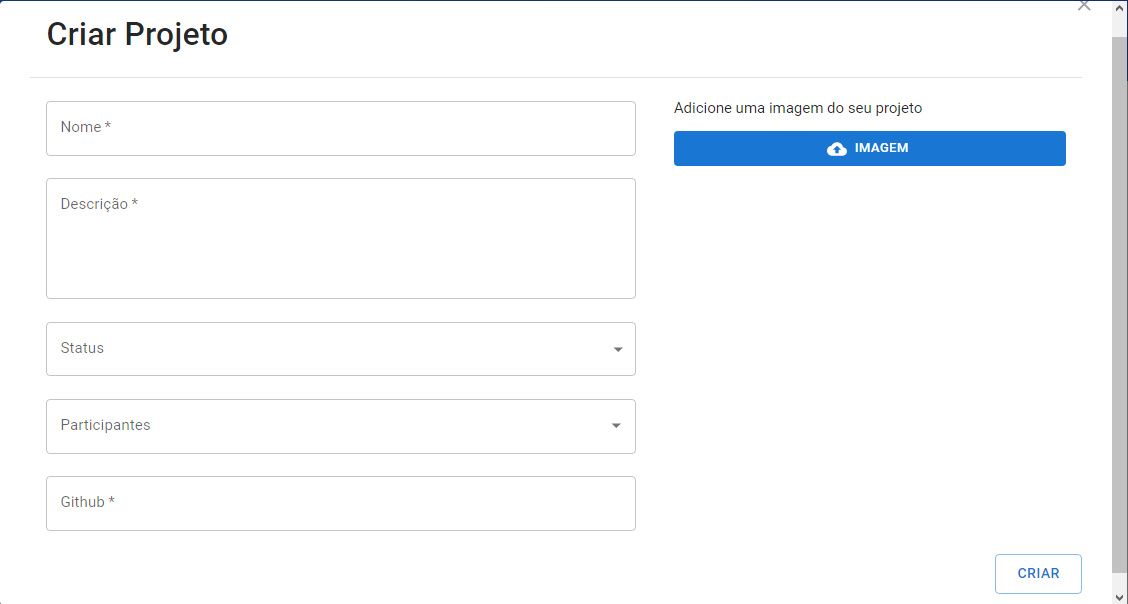 Criar Projeto
Nome *
Descrição *
Status
Participantes
Github *
Adicione uma imagem do seu projeto
IMAGEM
CRIAR